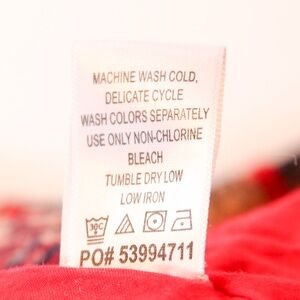 MACHINE WASH COLD,
DELICATE CYCLE
WASH COLORS SEPARATELY
USE ONLY NON-CHLORINE
BLEACH
TUMBLE DRY LOW
LOW IRON
30C
PO# 53994711